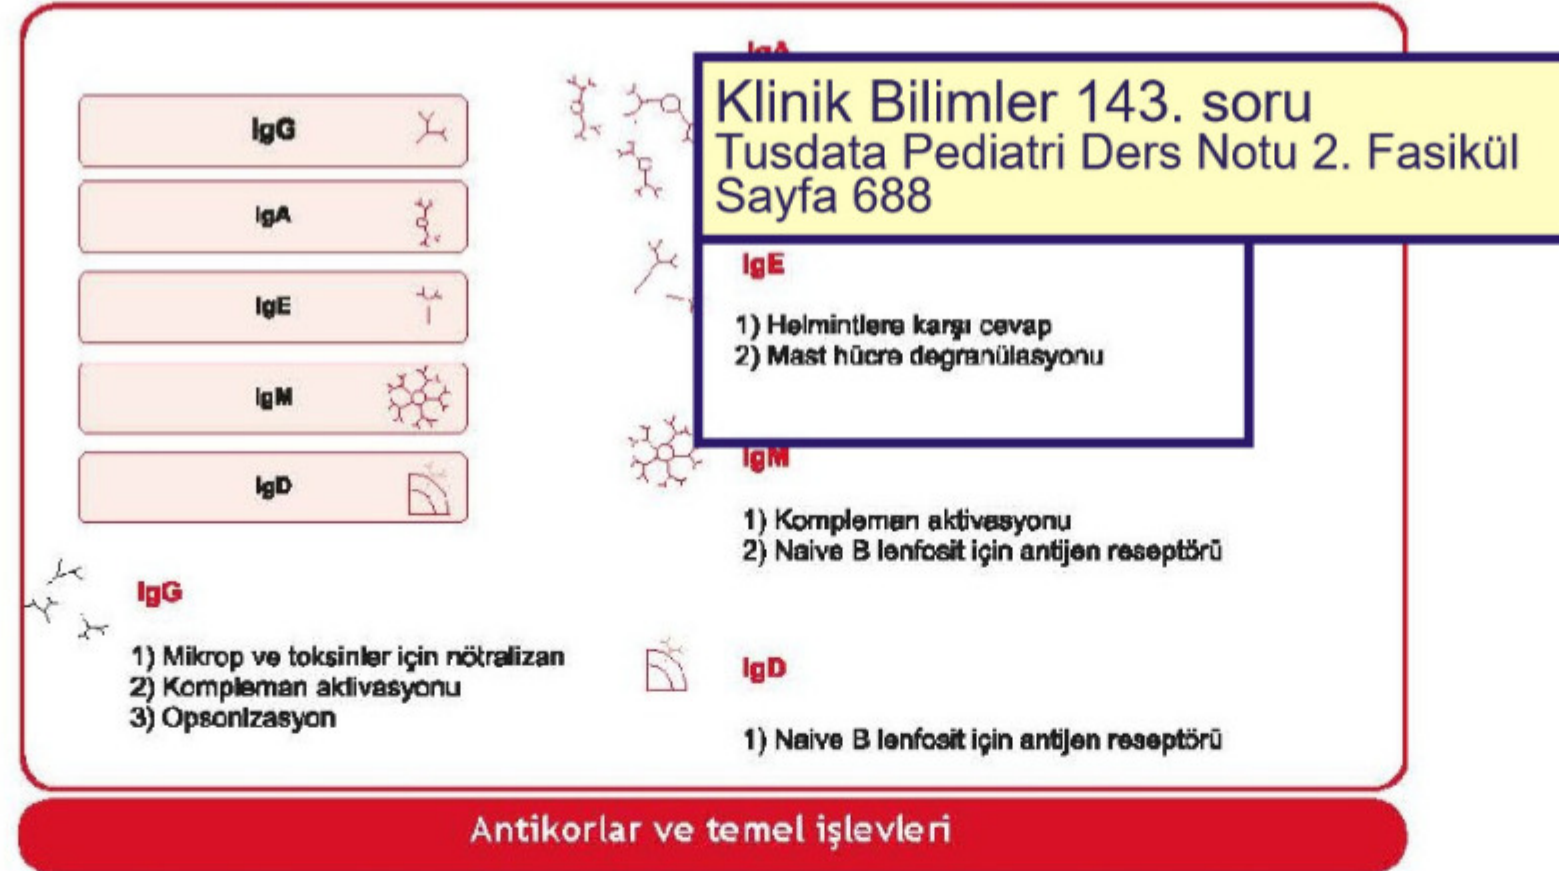 IgG
IgA
IgE
IgM
IgD
IgG
1) Mikrop ve toksinler için nötralizan
2) Kompleman aktivasyonu
3) Opsonizasyon
IgA
Klinik Bilimler 143. soru
Tusdata Pediatri Ders Notu 2. Fasikül
Sayfa 688
IgE
1) Helmintlere karşı cevap
2) Mast hücre degranülasyonu
IgM
1) Kompleman aktivasyonu
2) Naive B lenfosit için antijen reseptörü
IgD
1) Naive B lenfosit için antijen reseptörü
Antikorlar ve temel işlevleri